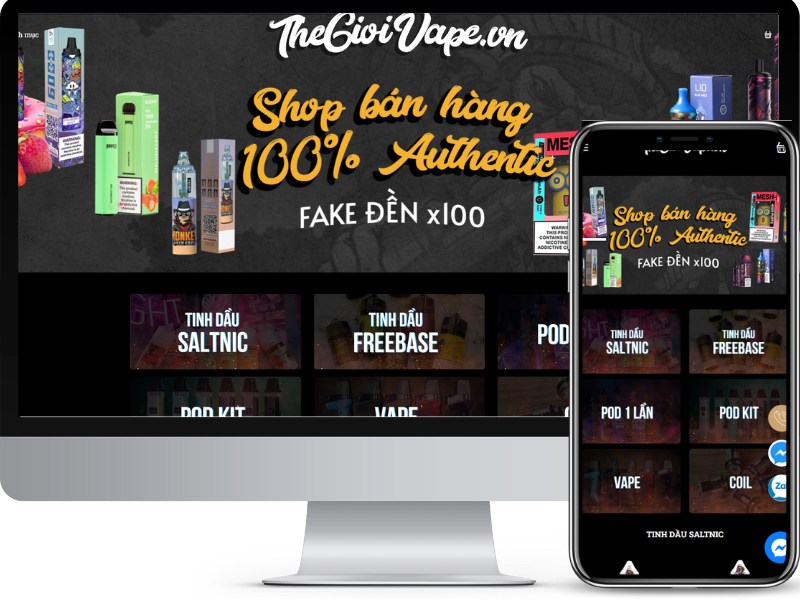 TheGioiVape.vn
Shop bán hàng
100% Authentic
FAKE ĐỀN x100
TINH DẦU
SALTNIC
TINH DẦU
FREEBASE
POD
POD KIT
VAPE
Shop bán hàng
100% Authentic
FAKE ĐỀN x100
MESH
TINH DẦU
SALTNIC
TINH DẦU
FREEBASE
POD 1 LẦN
POD KIT
VAPE
COIL
TINH DẦU SALTNIC